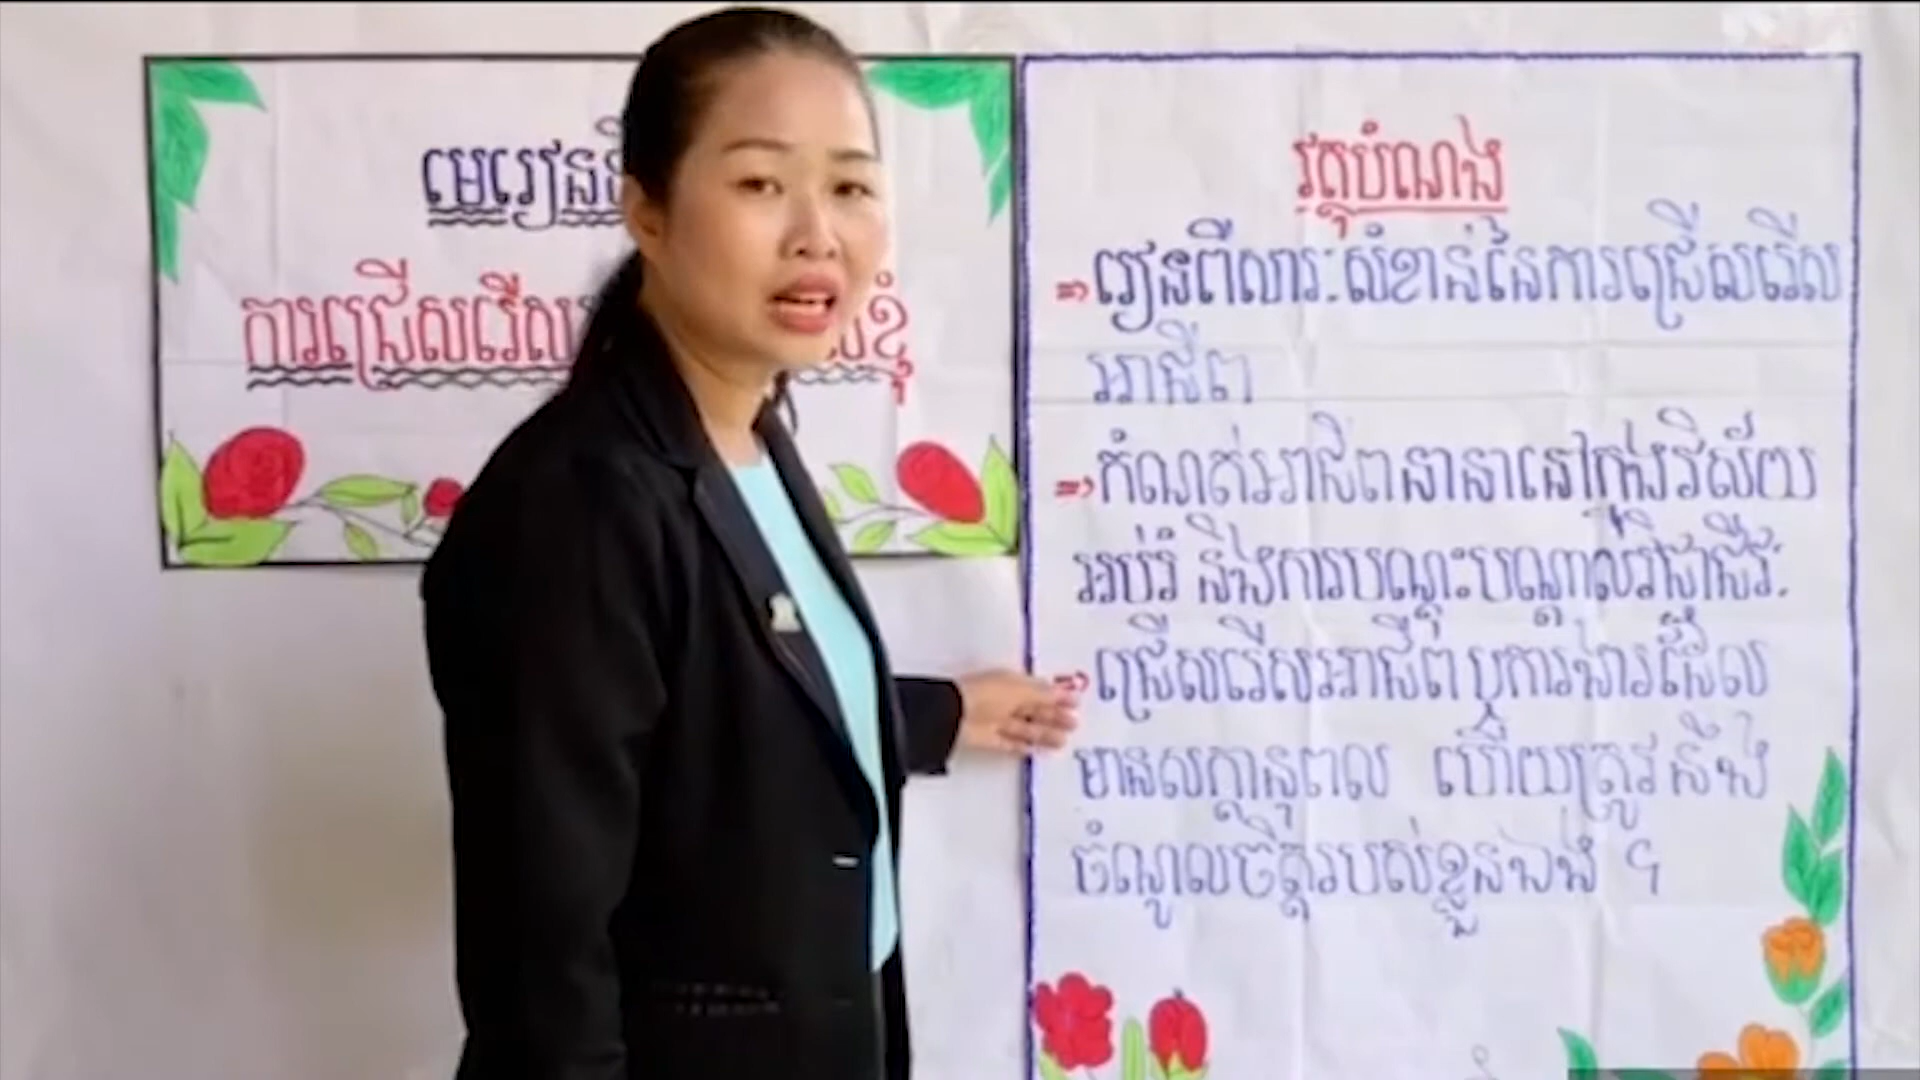 មេរៀនទី
ការជ្រើសរើស
ខ្ញុំ
វត្ថុបំណង
=> រៀនពីសារៈសំខាន់នៃការជ្រើសរើស
អាជីព
=> កំណត់អាជីពនានានៅក្នុងវិស័យ
អប់រំ និងការបណ្តុះបណ្តាលវិជាជីវៈ
=> ជ្រើសរើសអាជីព ឬការងារដែល
មានសក្តានុពល ហើយត្រូវនឹង
ចំណូលចិត្តរបស់ខ្លួនឯង ។